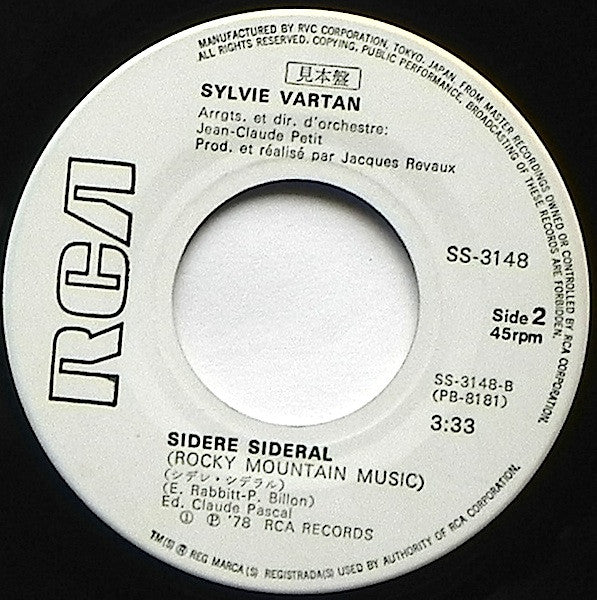 MANUFACTURED BY RVC CORPORATION, TOKYO, JAPAN, FROM MASTER RECORDINGS OWNED OR CONTROLLED BY RCA CORPORATION.
ALL RIGHTS RESERVED. COPYING, PUBLIC PERFORMANCE, BROADCASTING OF THESE RECORDS ARE FORBIDDEN.
見本盤
SYLVIE VARTAN
Arrgts. et dir. d'orchestre:
Jean-Claude Petit
Prod. et réalisé par Jacques Revaux
RCA
SS-3148
Side 2
45rpm
SS-3148-B
(PB-8181)
3:33
SIDERE SIDERAL
(ROCKY MOUNTAIN MUSIC)
(シデレ・シデラル)
(E. Rabbitt-P. Billon)
Ed. Claude Pascal
① Ⓟ '78 RCA RECORDS
TM(S) ® REG MARCA(S) REGISTRADA(S) USED BY AUTHORITY OF RCA CORPORATION.